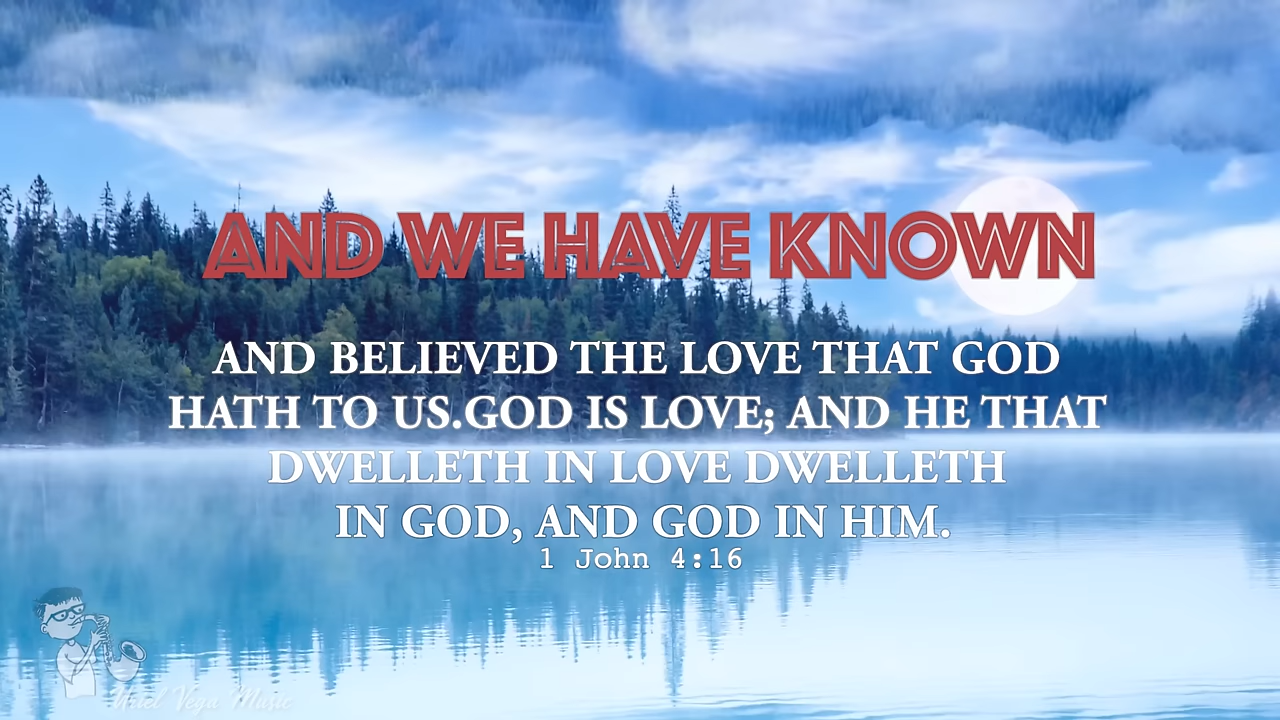 AND WE HAVE KNOWN
AND BELIEVED THE LOVE THAT GOD
HATH TO US.GOD IS LOVE; AND HE THAT
DWELLETH IN LOVE DWELLETH
IN GOD, AND GOD IN HIM.
1 John 4:16
Uriel Vega Music